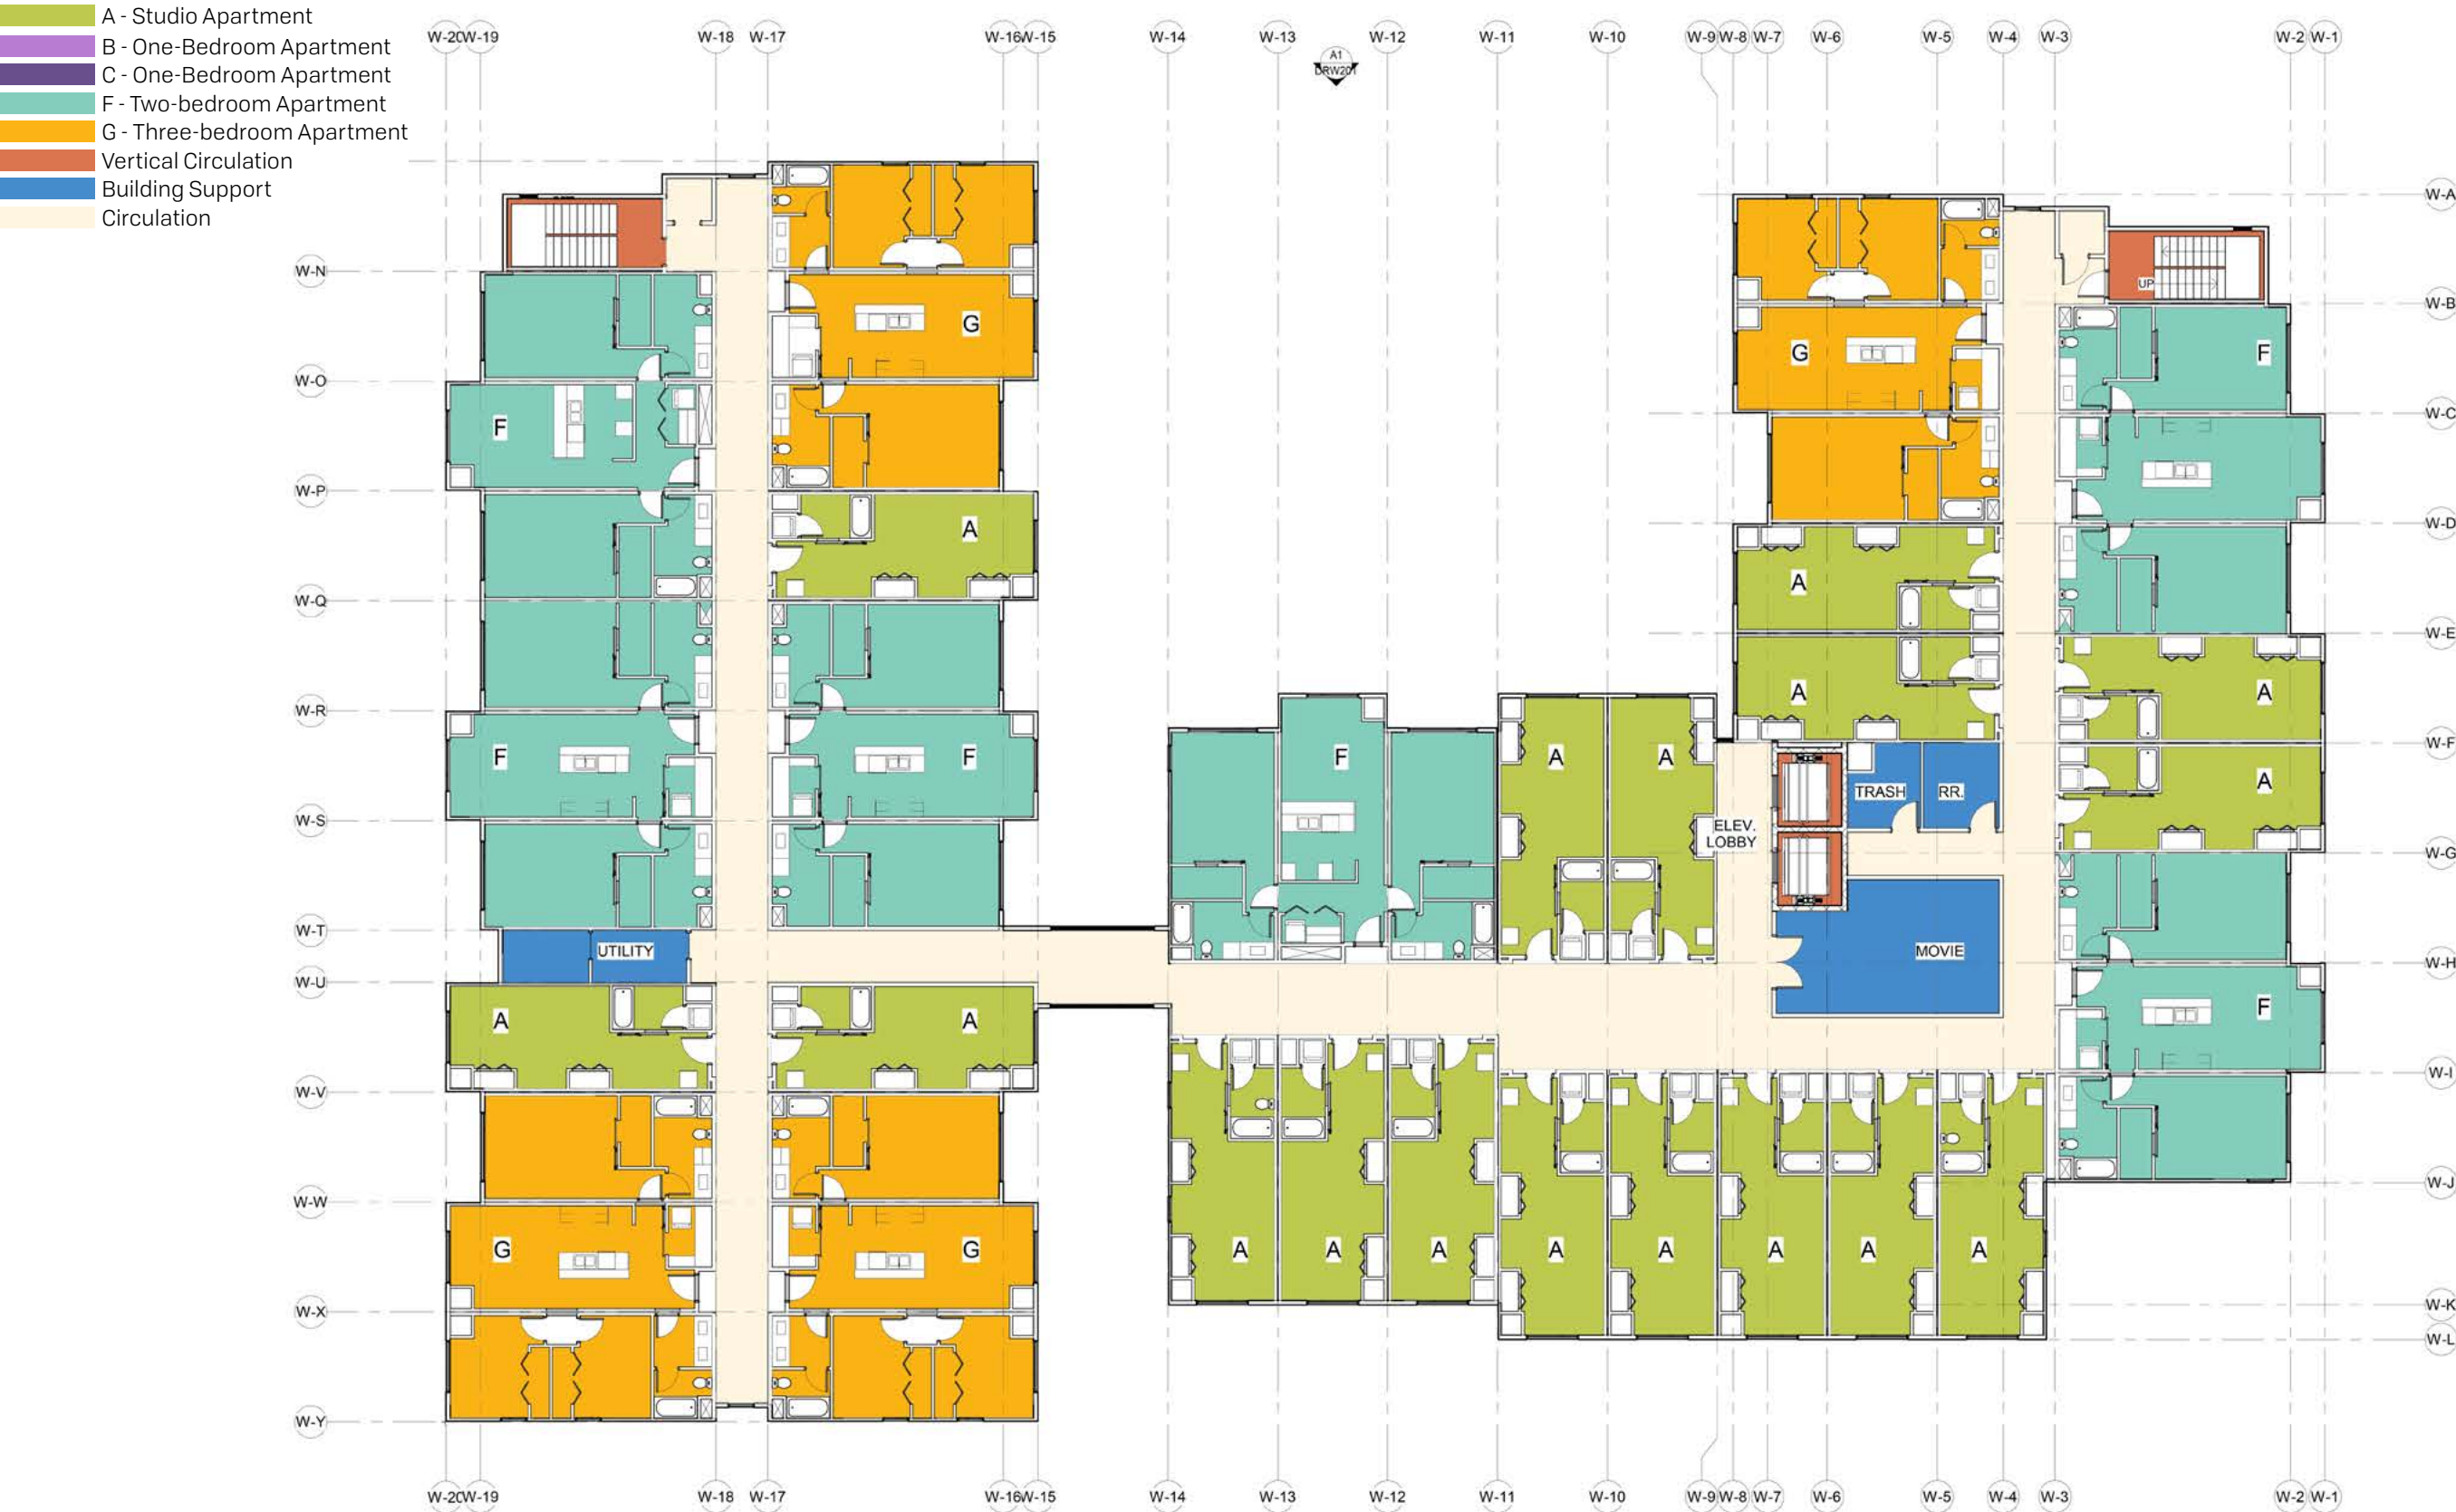 A - Studio Apartment
B - One-Bedroom Apartment
C - One-Bedroom Apartment
F - Two-bedroom Apartment
G - Three-bedroom Apartment
Vertical Circulation
Building Support
Circulation
W-20 W-19 W-18 W-17 W-16 W-15 W-14 W-13 W-12 W-11 W-10 W-9 W-8 W-7 W-6 W-5 W-4 W-3 W-2 W-1
A1
DRW201
W-A
W-N
UP
W-B
G
G F
W-O
W-C
F
W-P
W-D
A
A
W-Q
W-E
A A
W-R
W-F
F F F A A A
TRASH RR.
W-S
ELEV.
LOBBY
W-G
W-T
UTILITY MOVIE
W-H
W-U
F
A A
W-I
W-V
W-J
W-W
G G A A A A A A A A
W-K
W-X
W-L
W-Y
W-20 W-19 W-18 W-17 W-16 W-15 W-14 W-13 W-12 W-11 W-10 W-9 W-8 W-7 W-6 W-5 W-4 W-3 W-2 W-1